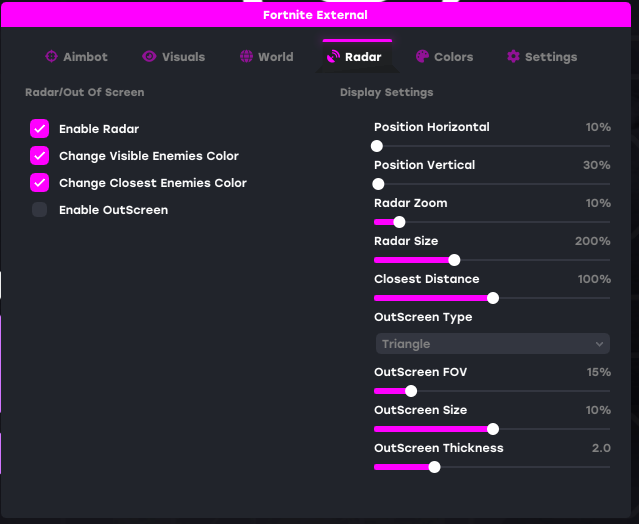 Fortnite External
Aimbot Visuals World Radar Colors Settings
Radar/Out Of Screen
Enable Radar
Change Visible Enemies Color
Change Closest Enemies Color
Enable OutScreen
Display Settings
Position Horizontal 10%
Position Vertical 30%
Radar Zoom 10%
Radar Size 200%
Closest Distance 100%
OutScreen Type
Triangle
OutScreen FOV 15%
OutScreen Size 10%
OutScreen Thickness 2.0